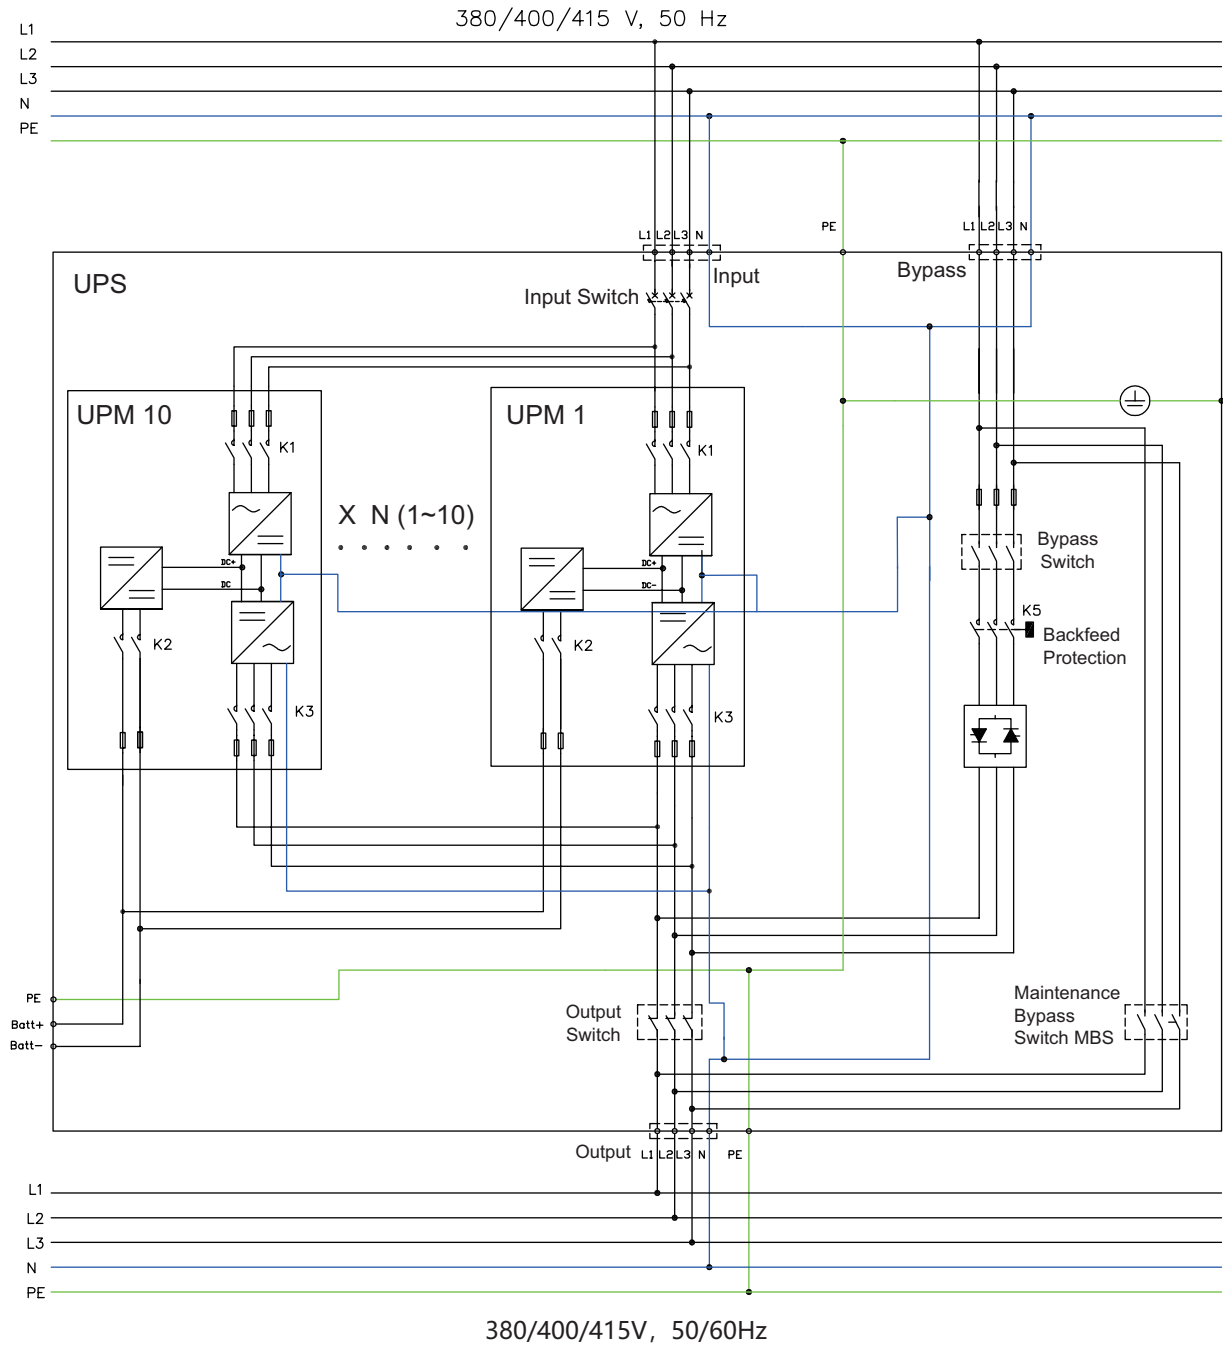 380/400/415 V, 50 Hz
L1
L2
L3
N
PE
L1 L2 L3 N
PE
L1 L2 L3 N
UPS
Input
Bypass
Input Switch
UPM 10
UPM 1
K1
K1
X N (1~10)
Bypass
Switch
DC+
DC
DC+
DC-
K2
K2
K5
Backfeed
Protection
K3
K3
PE
Batt+
Batt-
Output
Switch
Maintenance
Bypass
Switch MBS
Output
L1 L2 L3 N
PE
L1
L2
L3
N
PE
380/400/415V, 50/60Hz